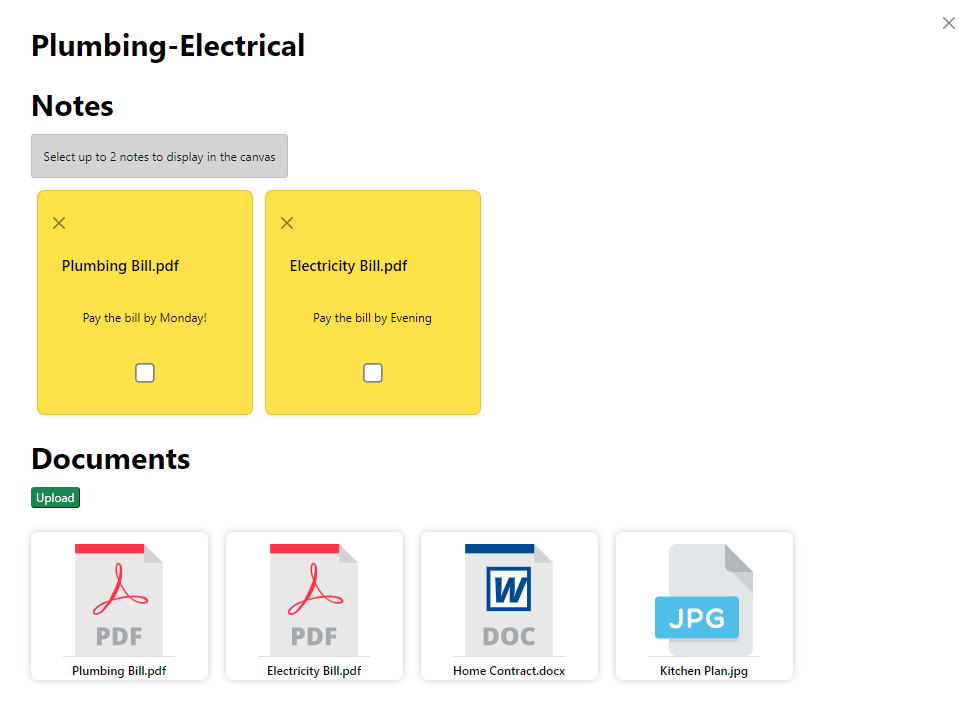 Plumbing-Electrical
Notes
Select up to 2 notes to display in the canvas
Plumbing Bill.pdf
Pay the bill by Monday!
Electricity Bill.pdf
Pay the bill by Evening
Documents
Upload
PDF
Plumbing Bill.pdf
PDF
Electricity Bill.pdf
W
DOC
Home Contract.docx
JPG
Kitchen Plan.jpg